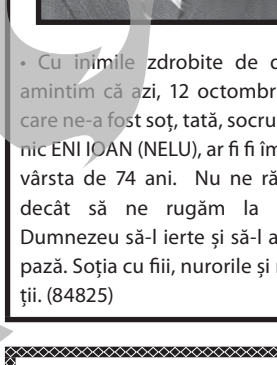 • Cu inimile zdrobite de
amintim că azi, 12 octombr
care ne-a fost soț, tată, socru
nic ENI IOAN (NELU), ar fi fi îm
vârsta de 74 ani. Nu ne ră
decât să ne rugăm la
Dumnezeu să-l ierte și să-l a
pază. Soția cu fiii, nurorile și
ții. (84825)